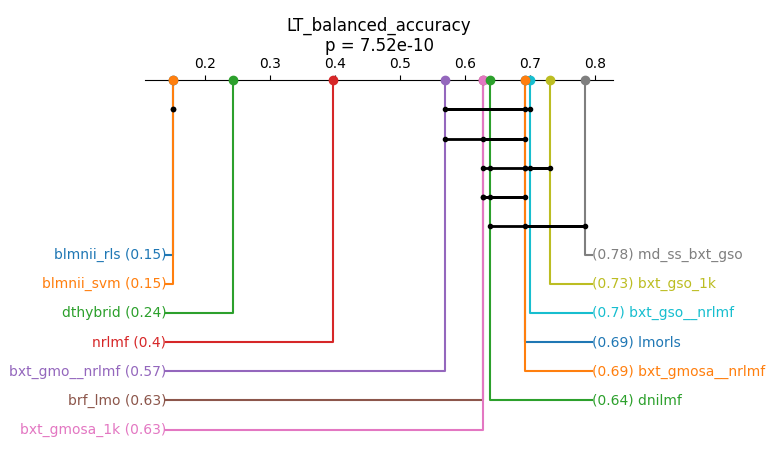 LT_balanced_accuracy
p = 7.52e-10
0.2 0.3 0.4 0.5 0.6 0.7 0.8
blmnii_rls (0.15) (0.78) md_ss_bxt_gso
blmnii_svm (0.15) (0.73) bxt_gso_1k
dthybrid (0.24) (0.7) bxt_gso__nrlmf
nrlmf (0.4) (0.69) lmorls
bxt_gmo__nrlmf (0.57) (0.69) bxt_gmosa__nrlmf
brf_lmo (0.63) (0.64) dnilmf
bxt_gmosa_1k (0.63)